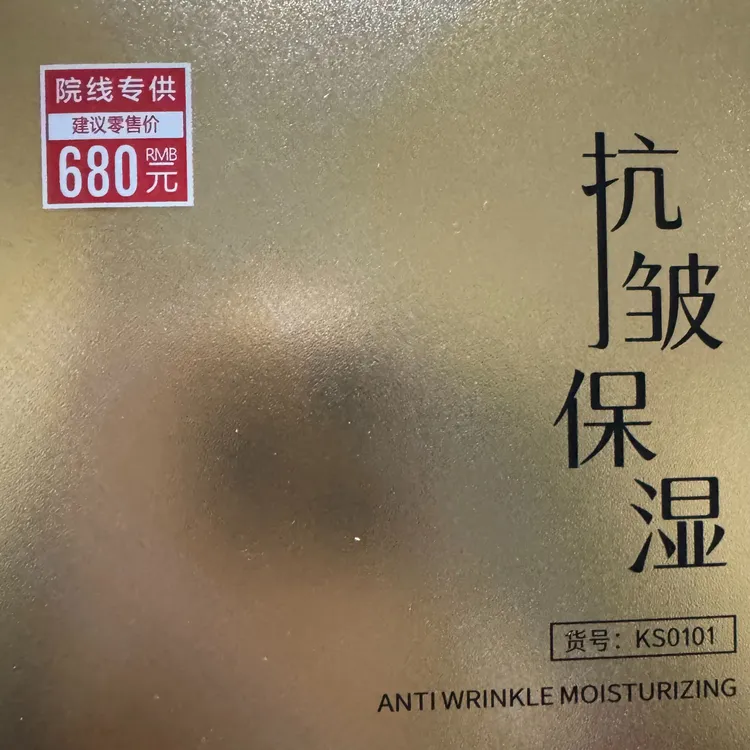 院线专供
建议零售价
680 RMB 元
抗皱
保湿
货号：KS0101
ANTI WRINKLE MOISTURIZING